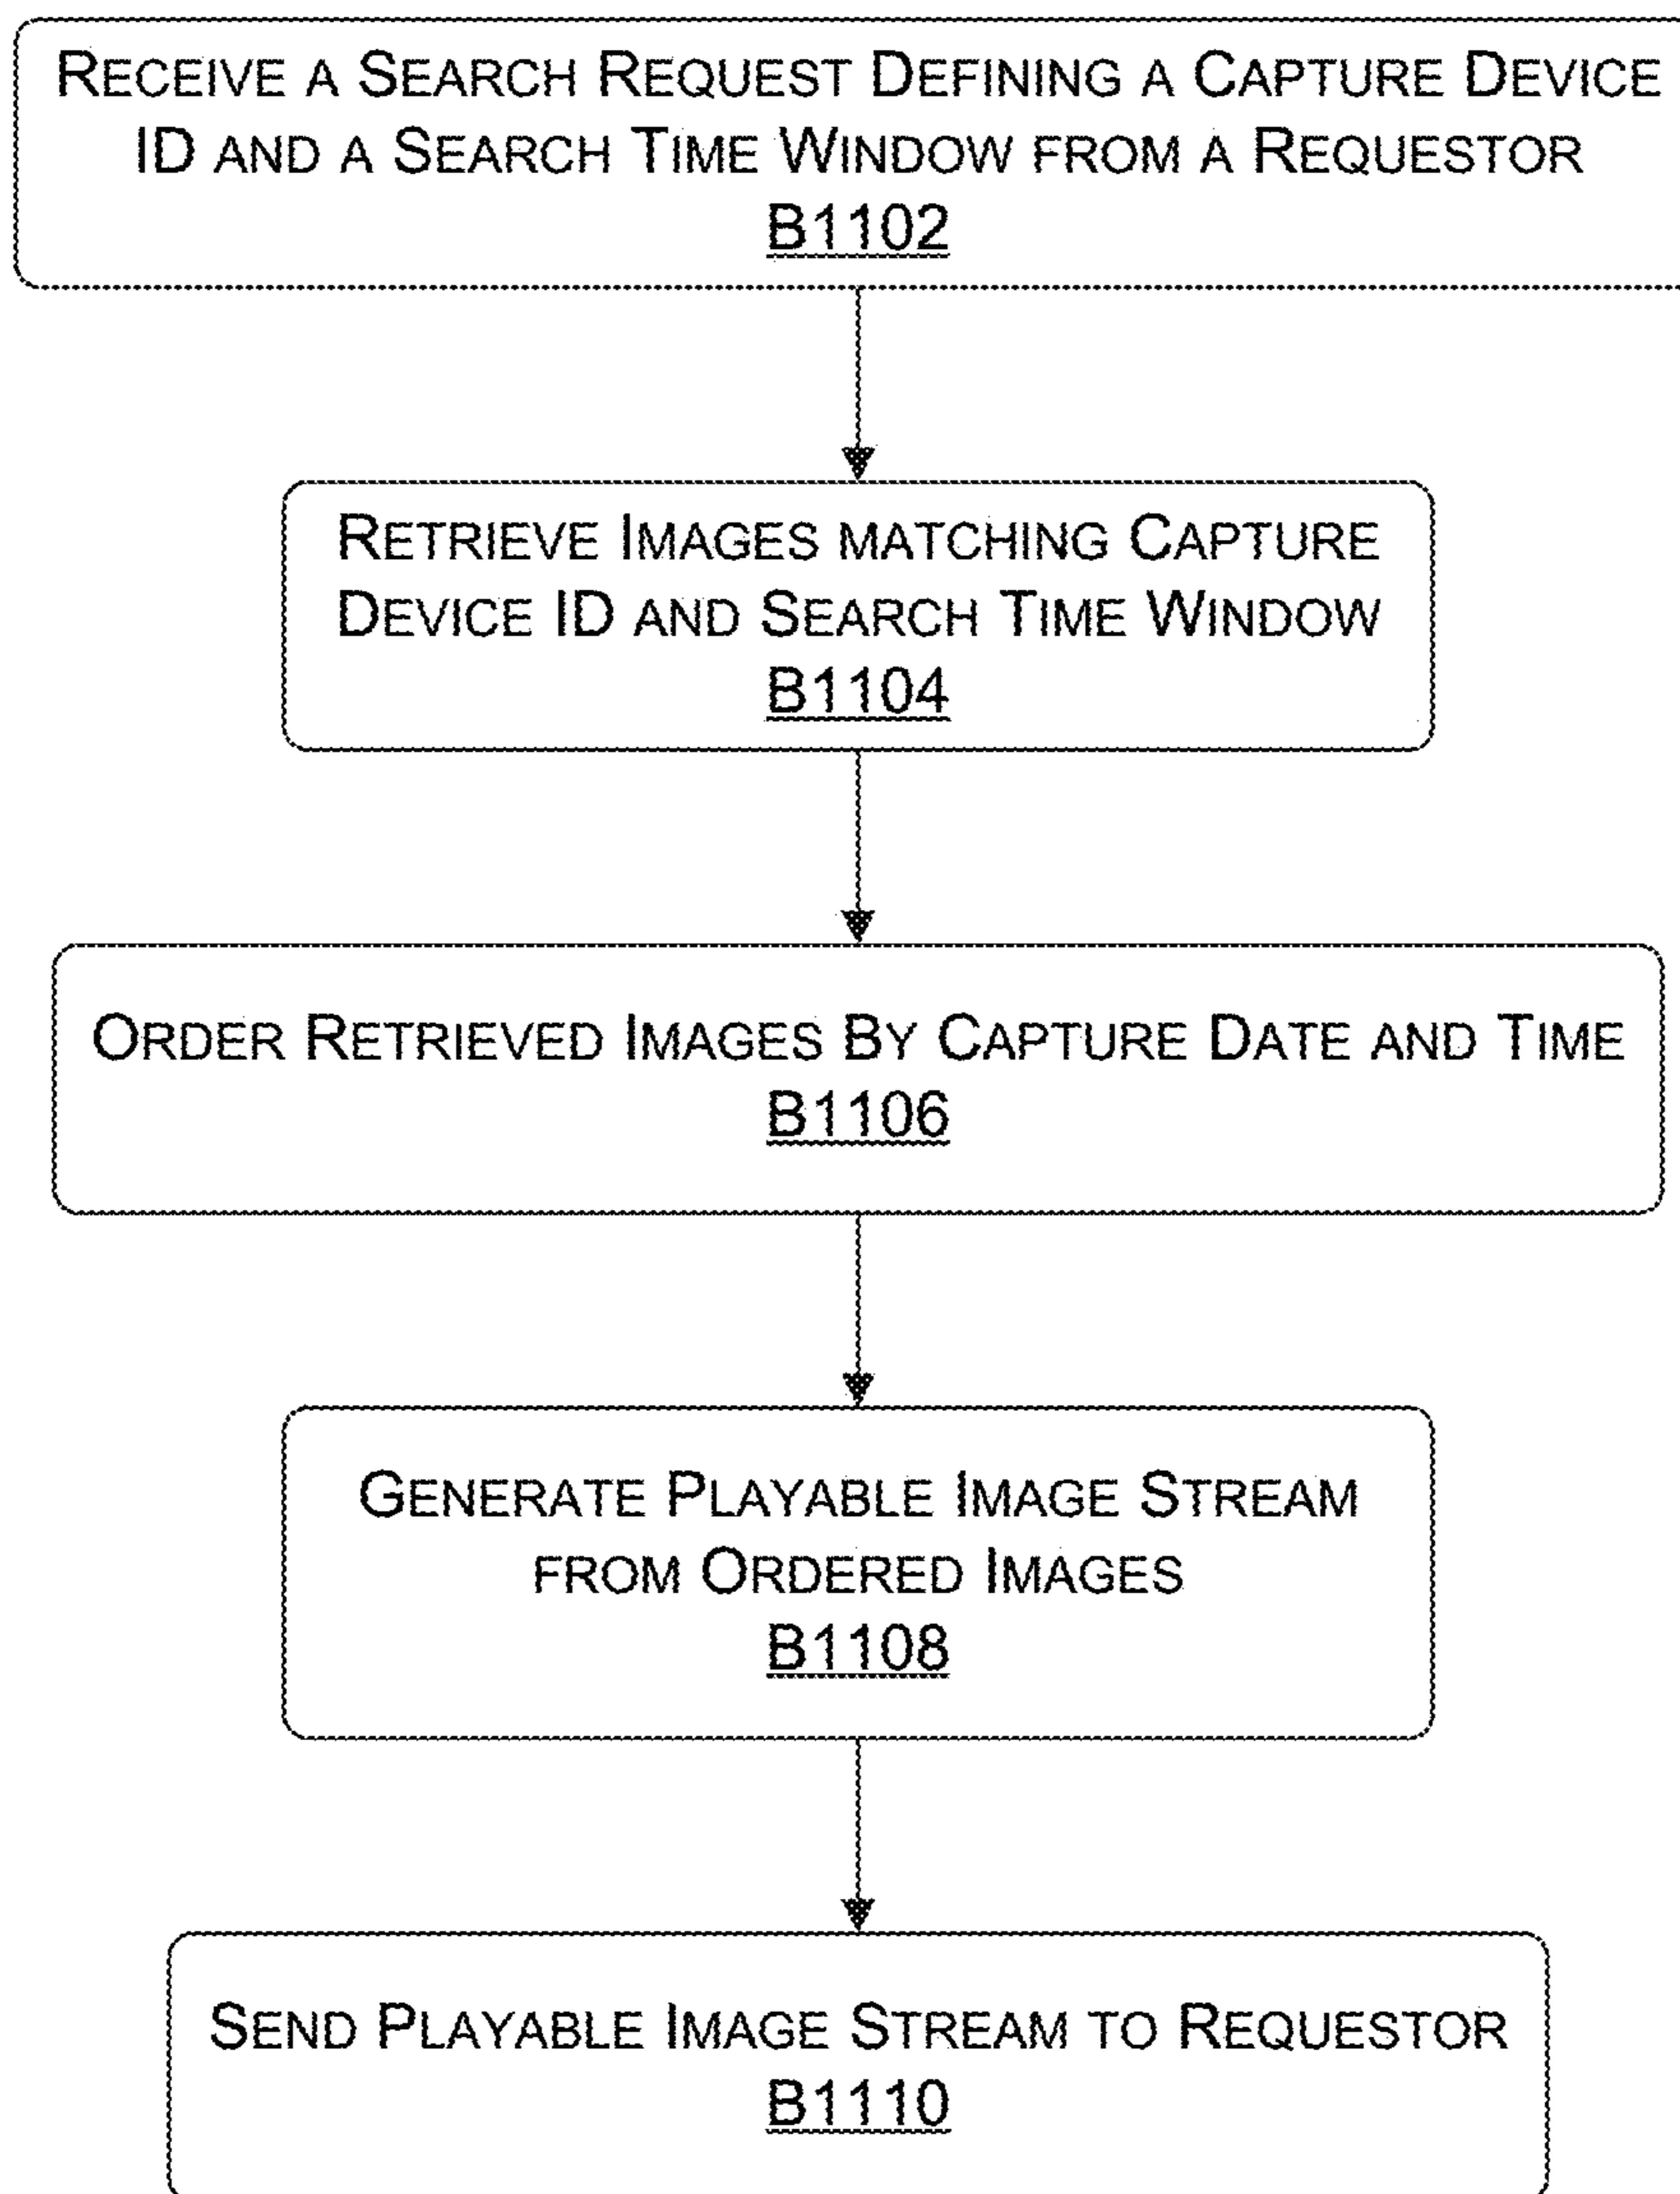 RECEIVE A SEARCH REQUEST DEFINING A CAPTURE DEVICE
ID AND A SEARCH TIME WINDOW FROM A REQUESTOR
B1102
RETRIEVE IMAGES MATCHING CAPTURE
DEVICE ID AND SEARCH TIME WINDOW
B1104
ORDER RETRIEVED IMAGES BY CAPTURE DATE AND TIME
B1106
GENERATE PLAYABLE IMAGE STREAM
FROM ORDERED IMAGES
B1108
SEND PLAYABLE IMAGE STREAM TO REQUESTOR
B1110